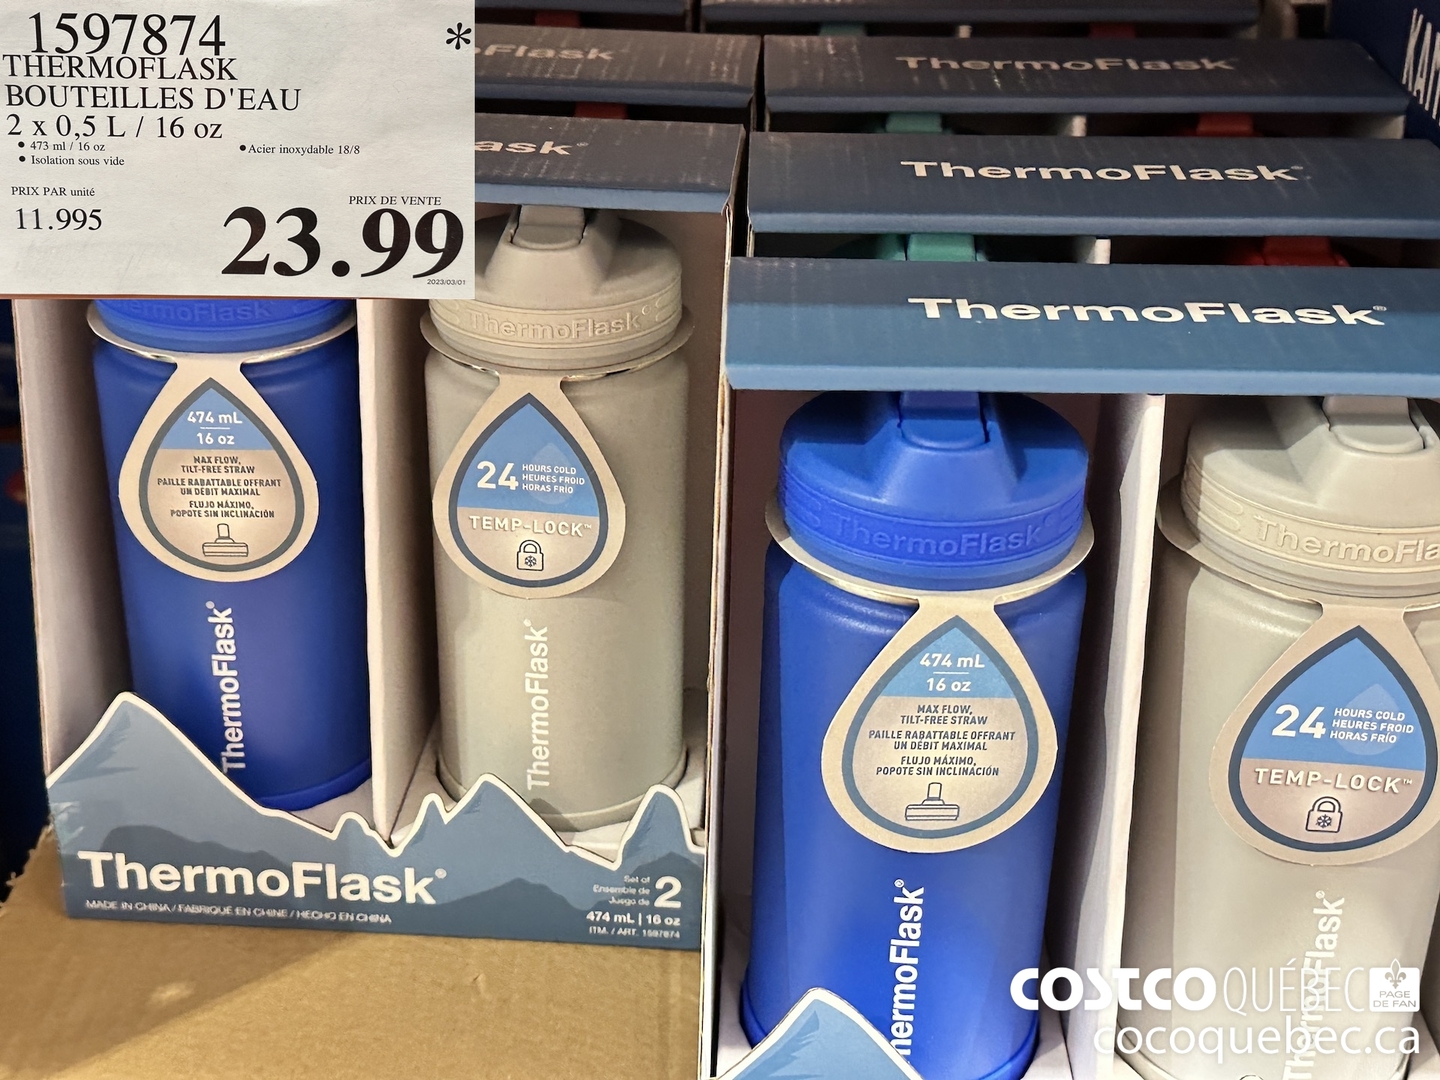 1597874
*
THERMOFLASK
BOUTEILLES D'EAU
2 x 0,5 L / 16 oz
• 473 ml / 16 oz
• Acier inoxydable 18/8
• Isolation sous vide
PRIX PAR unité
11.995
PRIX DE VENTE
23.99
2023/03/01
ThermoFlask
ThermoFlask
ThermoFlask
ThermoFlask
ThermoFlask
474 mL
16 oz
MAX FLOW,
TILT-FREE STRAW
PAILLE RABATTABLE OFFRANT
UN DÉBIT MAXIMAL
FLUJO MÁXIMO,
POPOTE SIN INCLINACIÓN
ThermoFlask®
ThermoFlask®
24 HOURS COLD
HEURES FROID
HORAS FRÍO
TEMP-LOCK™
ThermoFlask®
ThermoFlask®
MADE IN CHINA / FABRIQUÉ EN CHINE / HECHO EN CHINA
Set of
Ensemble de
Juego de
2
474 mL | 16 oz
ITM. / ART. 1597874
ThermoFlask®
ThermoFlask
474 mL
16 oz
MAX FLOW,
TILT-FREE STRAW
PAILLE RABATTABLE OFFRANT
UN DÉBIT MAXIMAL
FLUJO MÁXIMO,
POPOTE SIN INCLINACIÓN
hermoFlask®
ThermoFla
24 HOURS COLD
HEURES FROID
HORAS FRÍO
TEMP-LOCK™
ThermoFlask®
COSTCO QUÉBEC
PAGE
DE FAN
cocoquebec.ca